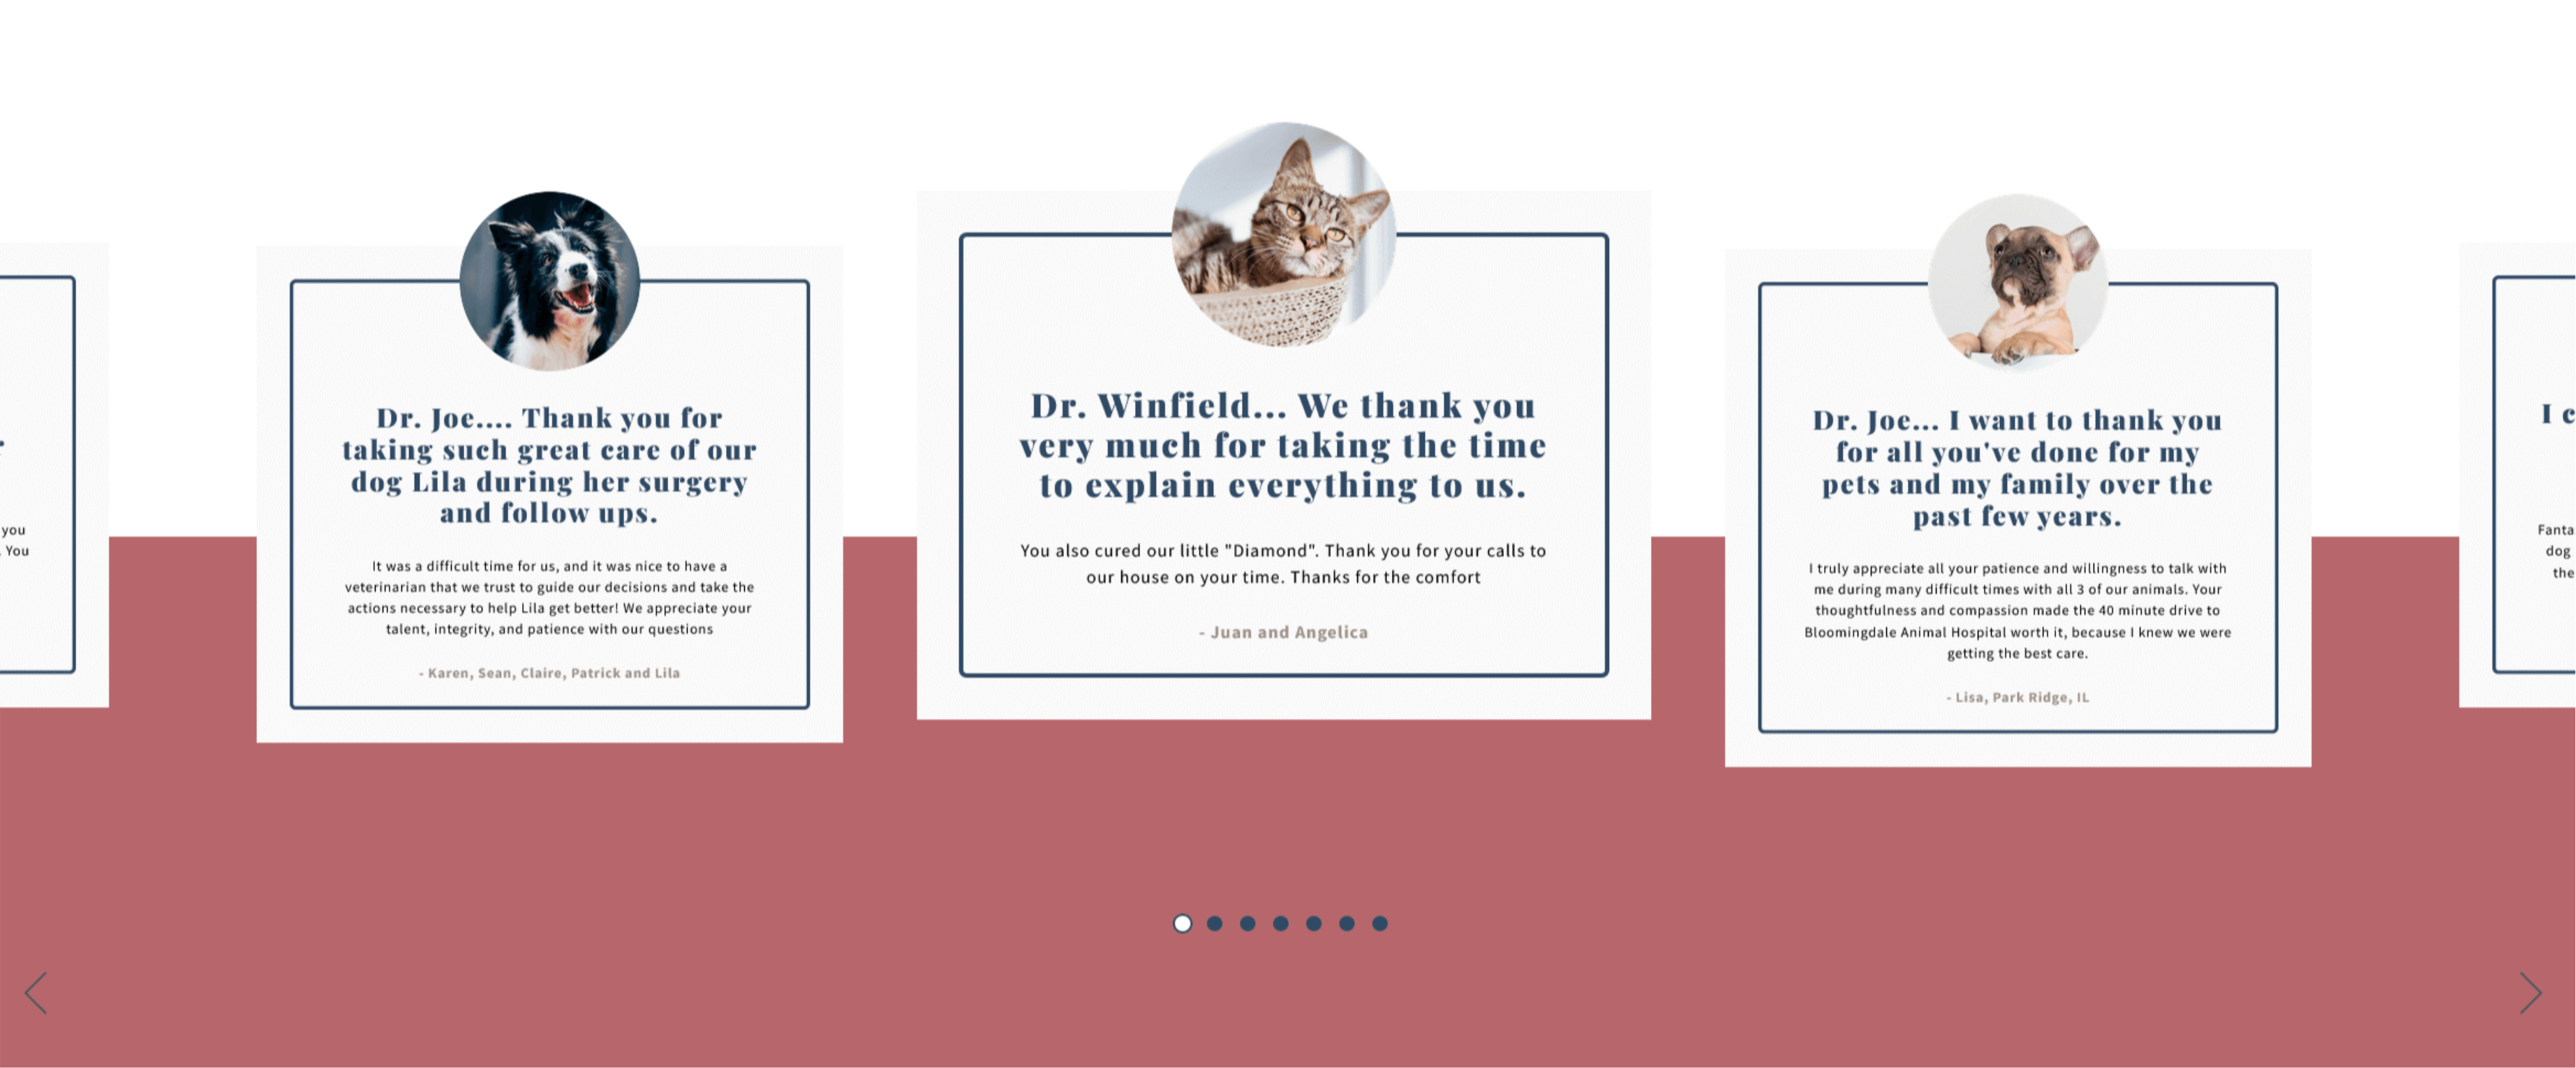 you
You
Dr. Joe.... Thank you for
taking such great care of our
dog Lila during her surgery
and follow ups.
It was a difficult time for us, and it was nice to have a
veterinarian that we trust to guide our decisions and take the
actions necessary to help Lila get better! We appreciate your
talent, integrity, and patience with our questions
- Karen, Sean, Claire, Patrick and Lila
Dr. Winfield... We thank you
very much for taking the time
to explain everything to us.
You also cured our little "Diamond". Thank you for your calls to
our house on your time. Thanks for the comfort
- Juan and Angelica
Dr. Joe... I want to thank you
for all you've done for my
pets and my family over the
past few years.
I truly appreciate all your patience and willingness to talk with
me during many difficult times with all 3 of our animals. Your
thoughtfulness and compassion made the 40 minute drive to
Bloomingdale Animal Hospital worth it, because I knew we were
getting the best care.
- Lisa, Park Ridge, IL
I c
Fanta
dog
the